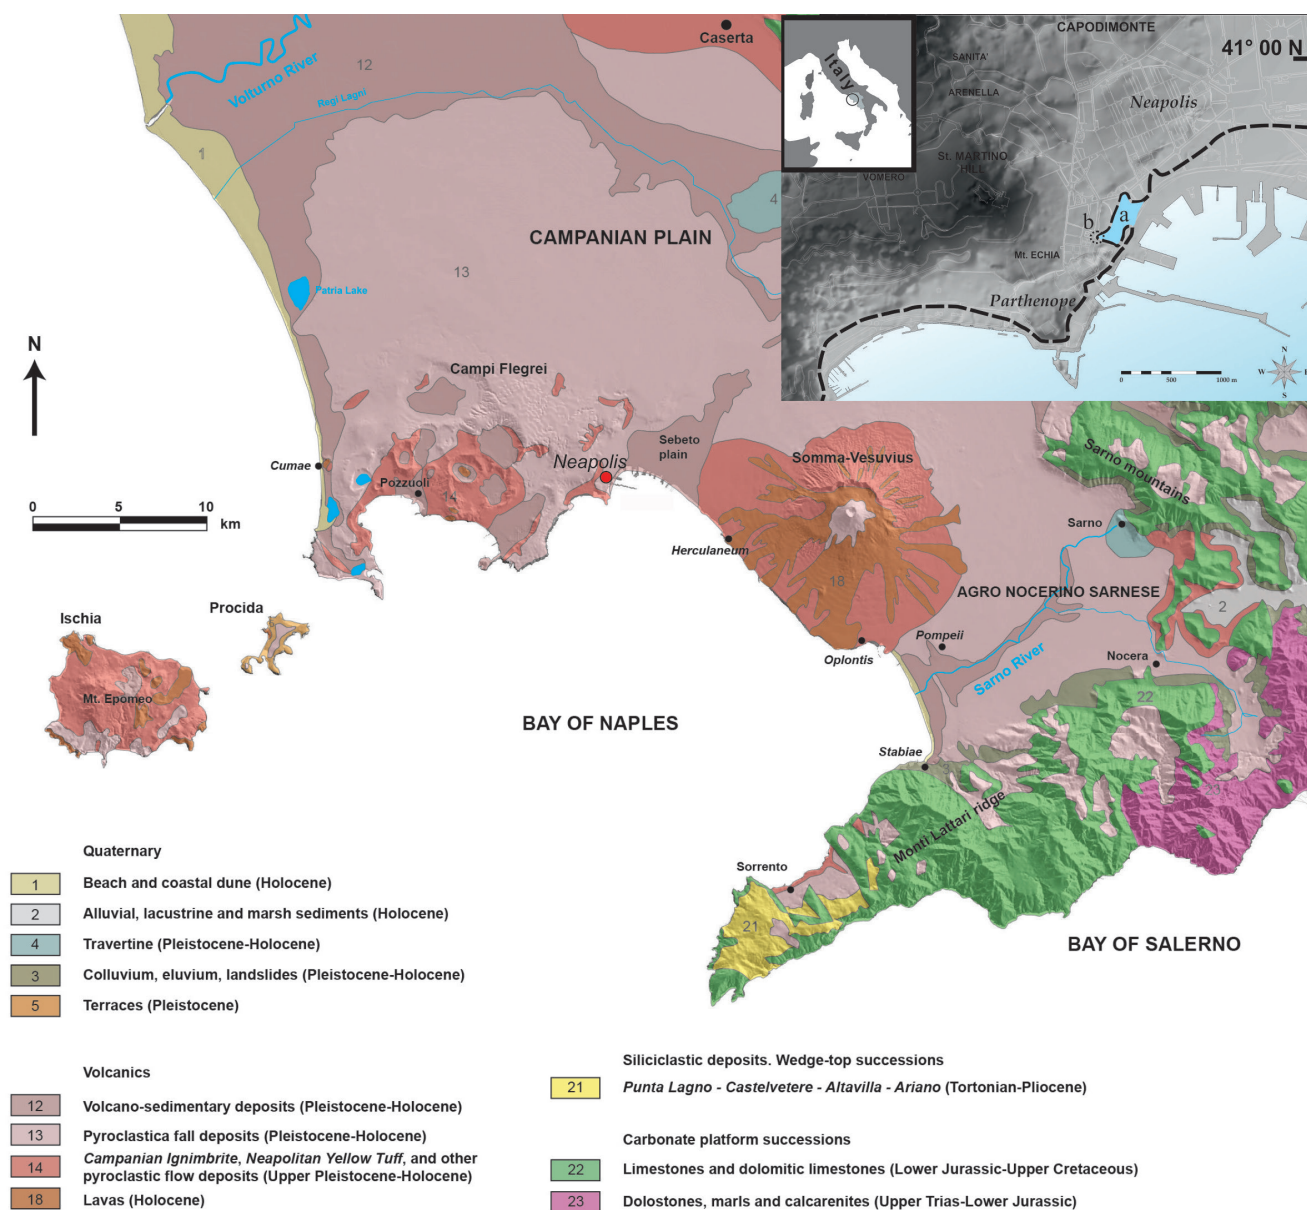 Caserta
Volturno River
12
Regi Lagni
1
4
CAMPANIAN PLAIN
13
Patria Lake
N
Campi Flegrei
Cumae
Pozzuoli
14
Neapolis
Sebeto
plain
Somma-Vesuvius
Sarno mountains
Sarno
0 5 10
km
Herculaneum
18
AGRO NOCERINO SARNESE
2
Ischia
Procida
Mt. Epomeo
Oplontis
Pompeii
Sarno River
Nocera
22
BAY OF NAPLES
Stabiae
23
Monti Lattari ridge
Sorrento
21
BAY OF SALERNO
Italy
CAPODIMONTE
41° 00 N
SANITA'
ARENELLA
Neapolis
St. MARTINO
HILL
VOMERO
a
b
Mt. ECHIA
Parthenope
0 500 1000 m
N
W
S
Quaternary
1 Beach and coastal dune (Holocene)
2 Alluvial, lacustrine and marsh sediments (Holocene)
4 Travertine (Pleistocene-Holocene)
3 Colluvium, eluvium, landslides (Pleistocene-Holocene)
5 Terraces (Pleistocene)
Volcanics
12 Volcano-sedimentary deposits (Pleistocene-Holocene)
13 Pyroclastica fall deposits (Pleistocene-Holocene)
14 Campanian Ignimbrite, Neapolitan Yellow Tuff, and other
pyroclastic flow deposits (Upper Pleistocene-Holocene)
18 Lavas (Holocene)
Siliciclastic deposits. Wedge-top successions
21 Punta Lagno - Castelvetere - Altavilla - Ariano (Tortonian-Pliocene)
Carbonate platform successions
22 Limestones and dolomitic limestones (Lower Jurassic-Upper Cretaceous)
23 Dolostones, marls and calcarenites (Upper Trias-Lower Jurassic)